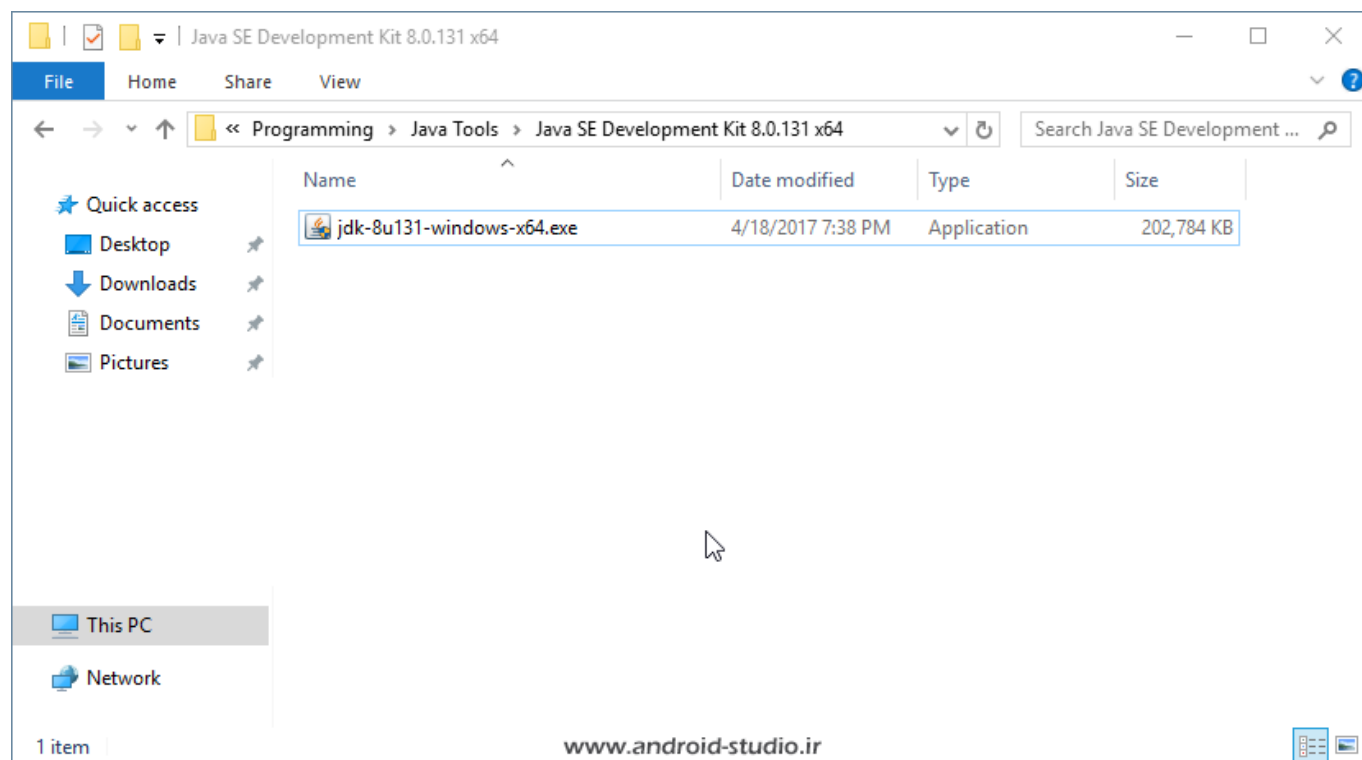 Java SE Development Kit 8.0.131 x64
File Home Share View
« Programming > Java Tools > Java SE Development Kit 8.0.131 x64 Search Java SE Development ...
Name Date modified Type Size
Quick access
jdk-8u131-windows-x64.exe 4/18/2017 7:38 PM Application 202,784 KB
Desktop
Downloads
Documents
Pictures
This PC
Network
1 item www.android-studio.ir